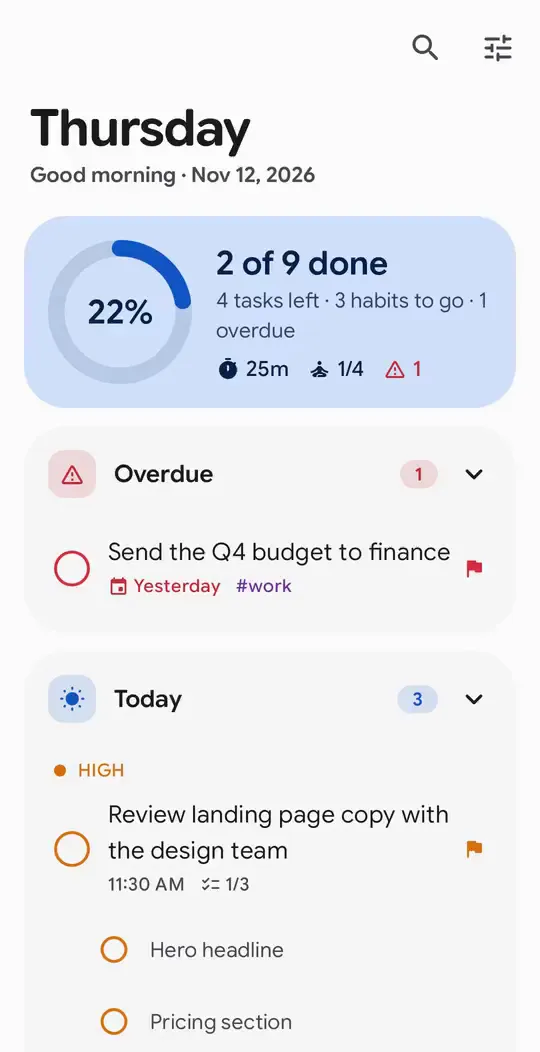 Thursday
Good morning · Nov 12, 2026
22%
2 of 9 done
4 tasks left · 3 habits to go · 1
overdue
25m 1/4 1
Overdue 1
Send the Q4 budget to finance
Yesterday #work
Today 3
HIGH
Review landing page copy with
the design team
11:30 AM 1/3
Hero headline
Pricing section